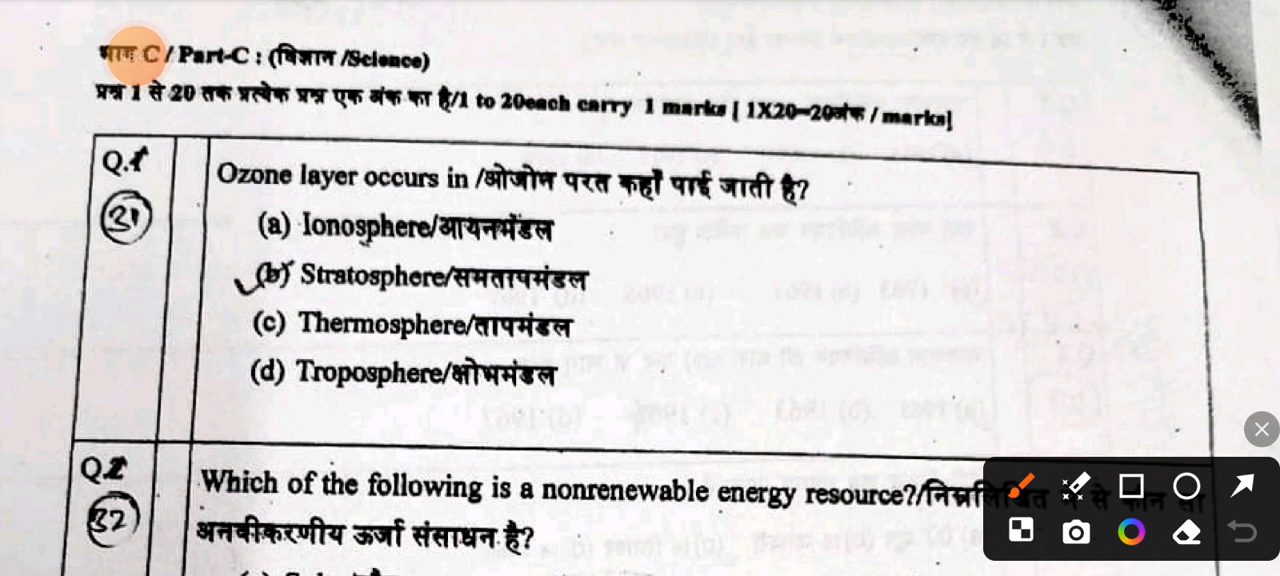 भाग C / Part-C : (विज्ञान /Science)
प्रश्न 1 से 20 तक प्रत्येक प्रश्न एक अंक का है/1 to 20each carry 1 marks [ 1X20=20अंक / marks]
Q.1
31
Ozone layer occurs in /ओजोन परत कहाँ पाई जाती है?
(a) Ionosphere/आयनमंडल
(b) Stratosphere/समतापमंडल
(c) Thermosphere/तापमंडल
(d) Troposphere/क्षोभमंडल
Q.2
32
Which of the following is a nonrenewable energy resource?/निम्नलिखित में से कौन सा
अनवीकरणीय ऊर्जा संसाधन है?